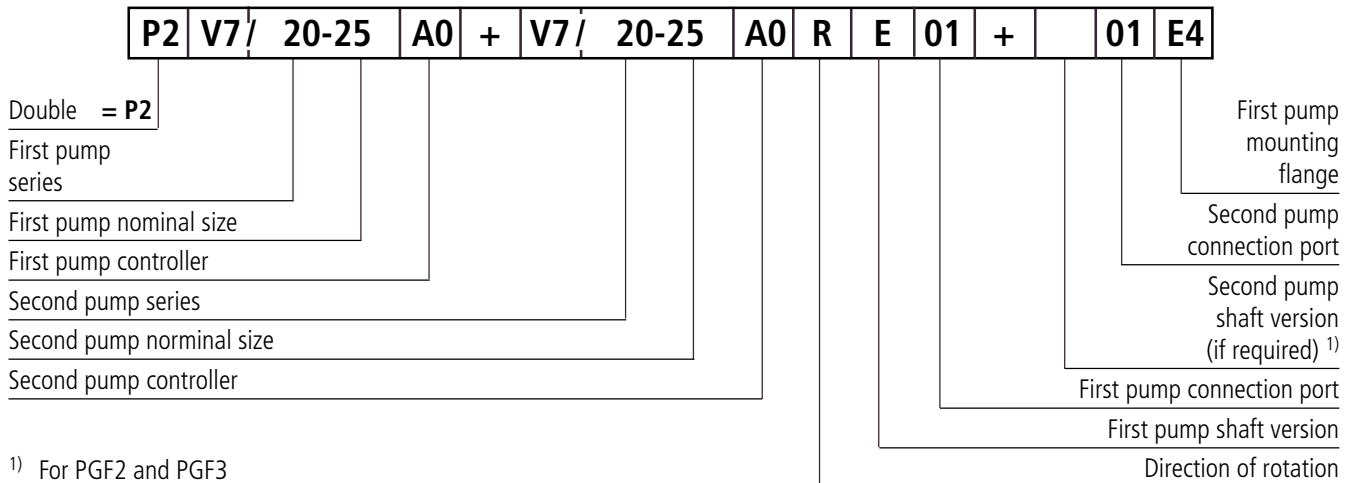 P2 V7/ 20-25 A0 + V7/ 20-25 A0 R E 01 + 01 E4
Double = P2
First pump
series
First pump nominal size
First pump controller
Second pump series
Second pump norminal size
Second pump controller
First pump
mounting
flange
Second pump
connection port
Second pump
shaft version
(if required) 1)
First pump connection port
First pump shaft version
Direction of rotation
1) For PGF2 and PGF3